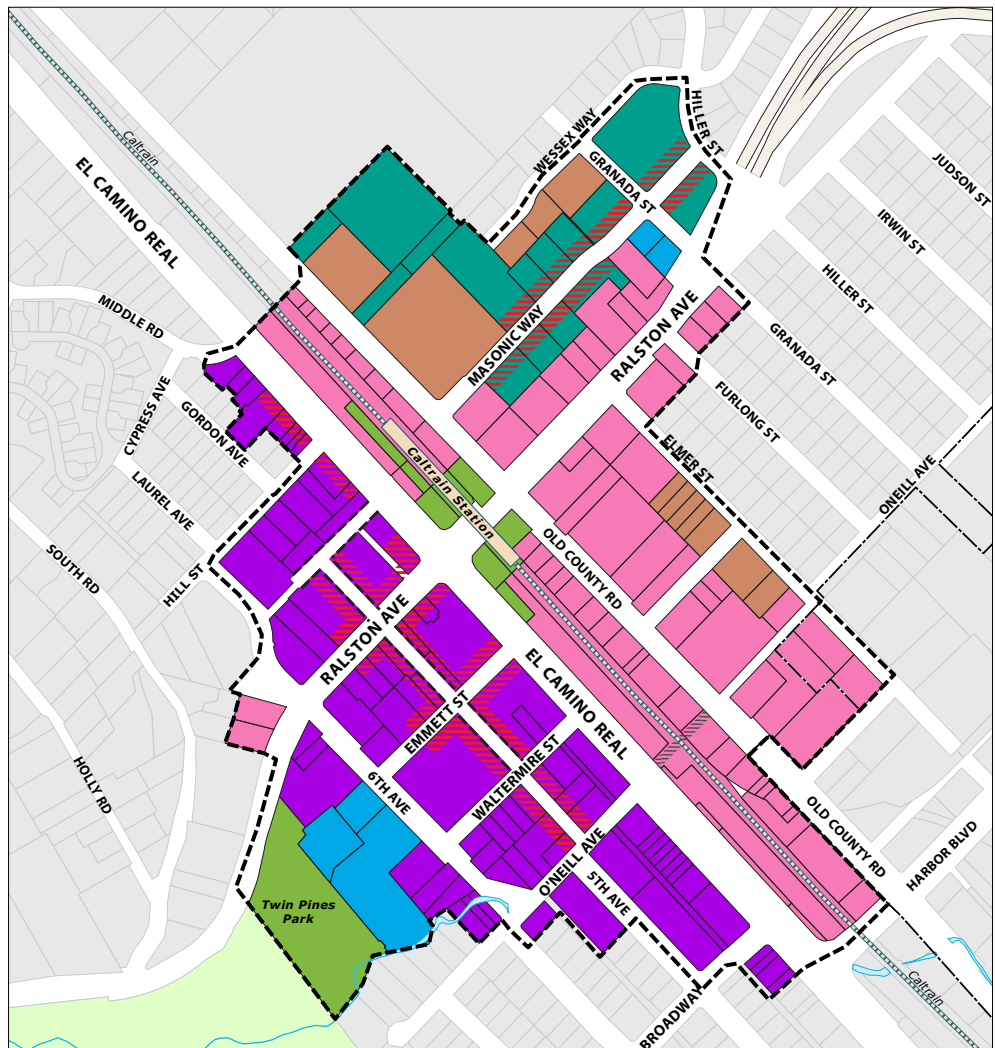 Caltrain
EL CAMINO REAL
WESSEX WAY
HILLER ST
GRANADA ST
JUDSON ST
IRWIN ST
HILLER ST
GRANADA ST
MIDDLE RD
MASONIC WAY
RALSTON AVE
FURLONG ST
CYPRESS AVE
GORDON AVE
ELMER ST
LAUREL AVE
Caltrain Station
ONEILL AVE
SOUTH RD
HILL ST
OLD COUNTY RD
RALSTON AVE
EL CAMINO REAL
EMMETT ST
WALTERMIRE ST
HOLLY RD
6TH AVE
OLD COUNTY RD
HARBOR BLVD
O'NEILL AVE
5TH AVE
Twin Pines
Park
Caltrain
BROADWAY